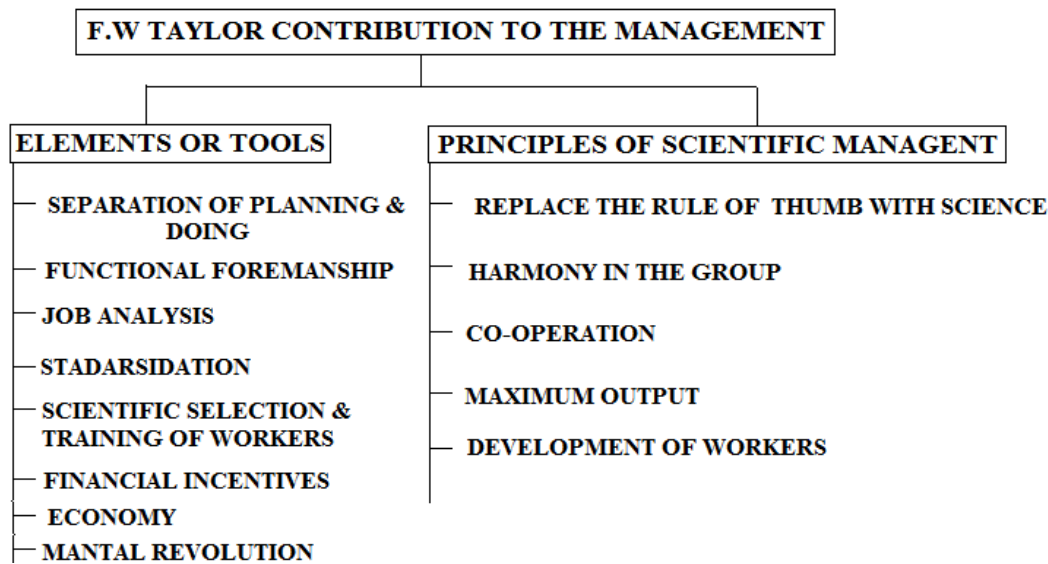 F.W TAYLOR CONTRIBUTION TO THE MANAGEMENT
ELEMENTS OR TOOLS
SEPARATION OF PLANNING &
DOING
FUNCTIONAL FOREMANSHIP
JOB ANALYSIS
STADARSIDATION
SCIENTIFIC SELECTION &
TRAINING OF WORKERS
FINANCIAL INCENTIVES
ECONOMY
MANTAL REVOLUTION
PRINCIPLES OF SCIENTIFIC MANAGENT
REPLACE THE RULE OF THUMB WITH SCIENCE
HARMONY IN THE GROUP
CO-OPERATION
MAXIMUM OUTPUT
DEVELOPMENT OF WORKERS